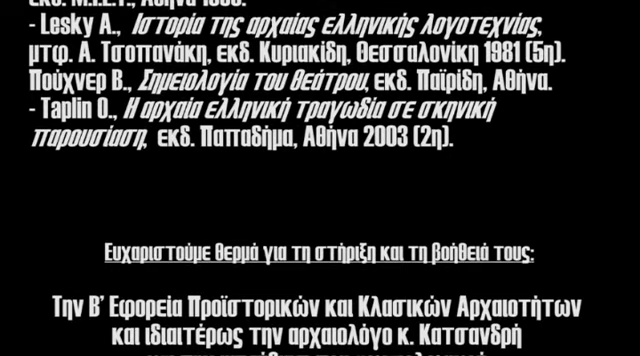 - Lesky A., Ιστορία της αρχαίας ελληνικής λογοτεχνίας,
μτφ. Α. Τσοπανάκη, εκδ. Κυριακίδη, Θεσσαλονίκη 1981 (5η).
Πούχνερ Β., Σημειολογία του θεάτρου, εκδ. Παϊρίδη, Αθήνα.
- Taplin O., Η αρχαία ελληνική τραγωδία σε σκηνική
παρουσίαση, εκδ. Παπαδήμα, Αθήνα 2003 (2η).
Ευχαριστούμε θερμά για τη στήριξη και τη βοήθειά τους:
Την Β’ Εφορεία Προϊστορικών και Κλασικών Αρχαιοτήτων
και ιδιαιτέρως την αρχαιολόγο κ. Κατσανδρή